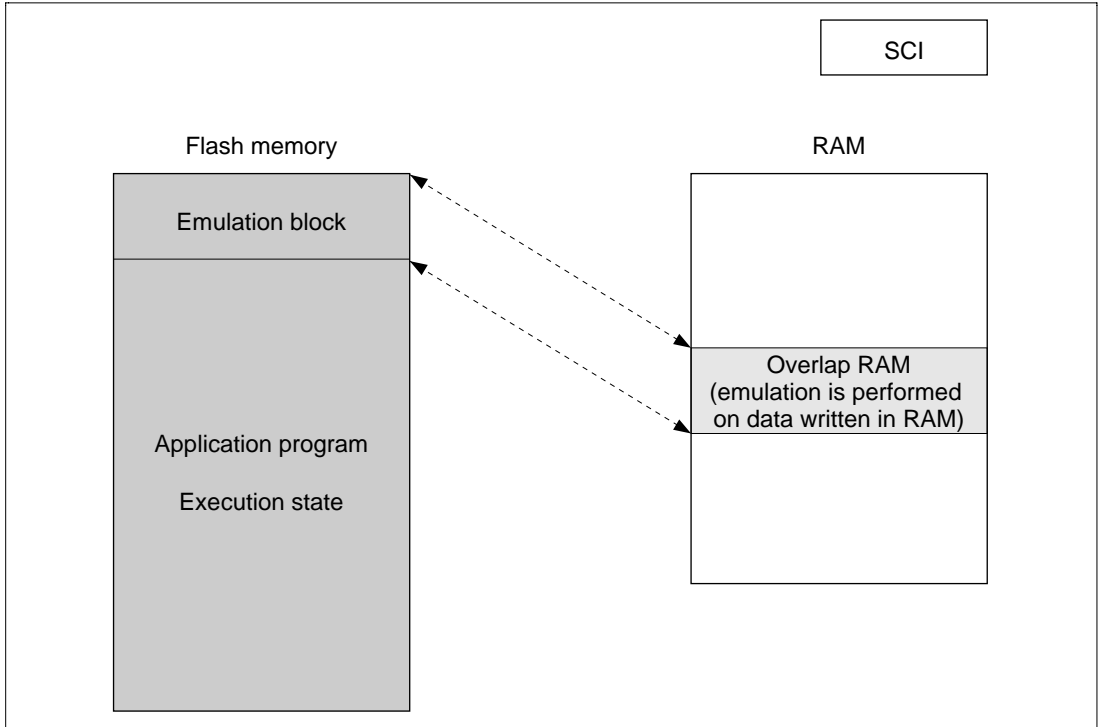 SCI
Flash memory
RAM
Emulation block
Overlap RAM
(emulation is performed
on data written in RAM)
Application program
Execution state